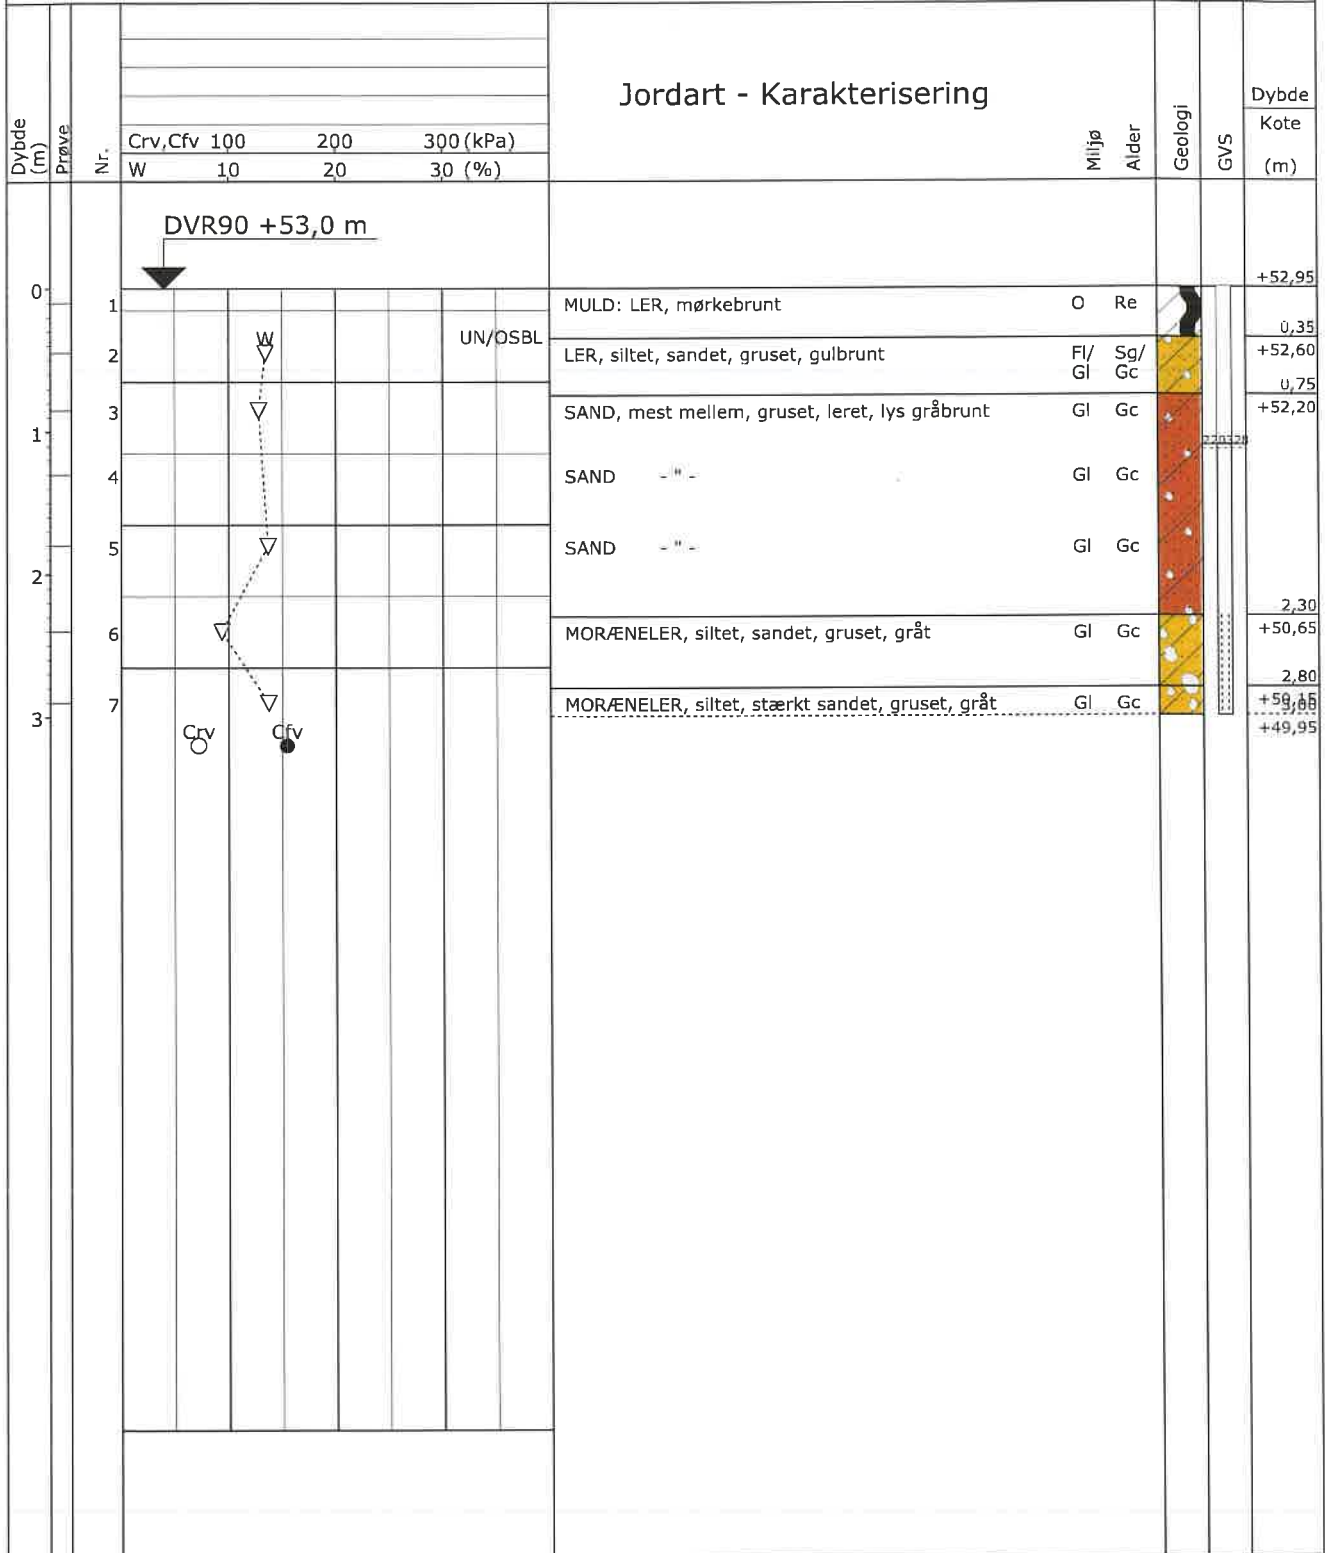 Jordart - Karakterisering
Dybde
(m)
Prøve
Nr.
Crv,Cfv 100 200 300 (kPa)
W 10 20 30 (%)
Miljø
Alder
Geologi
GVS
Dybde
Kote
(m)
DVR90 +53,0 m
+52,95
0
1 MULD: LER, mørkebrunt O Re
0,35
W UN/OSBL
2 LER, siltet, sandet, gruset, gulbrunt Fl/ Sg/ +52,60
Gl Gc
0,75
3 SAND, mest mellem, gruset, leret, lys gråbrunt Gl Gc +52,20
1
220328
4 SAND - " - Gl Gc
5 SAND - " - Gl Gc
2
2,30
6 MORÆNELER, siltet, sandet, gruset, gråt Gl Gc +50,65
2,80
7 MORÆNELER, siltet, stærkt sandet, gruset, gråt Gl Gc +50,15
3,00
3
Crv Cfv +49,95